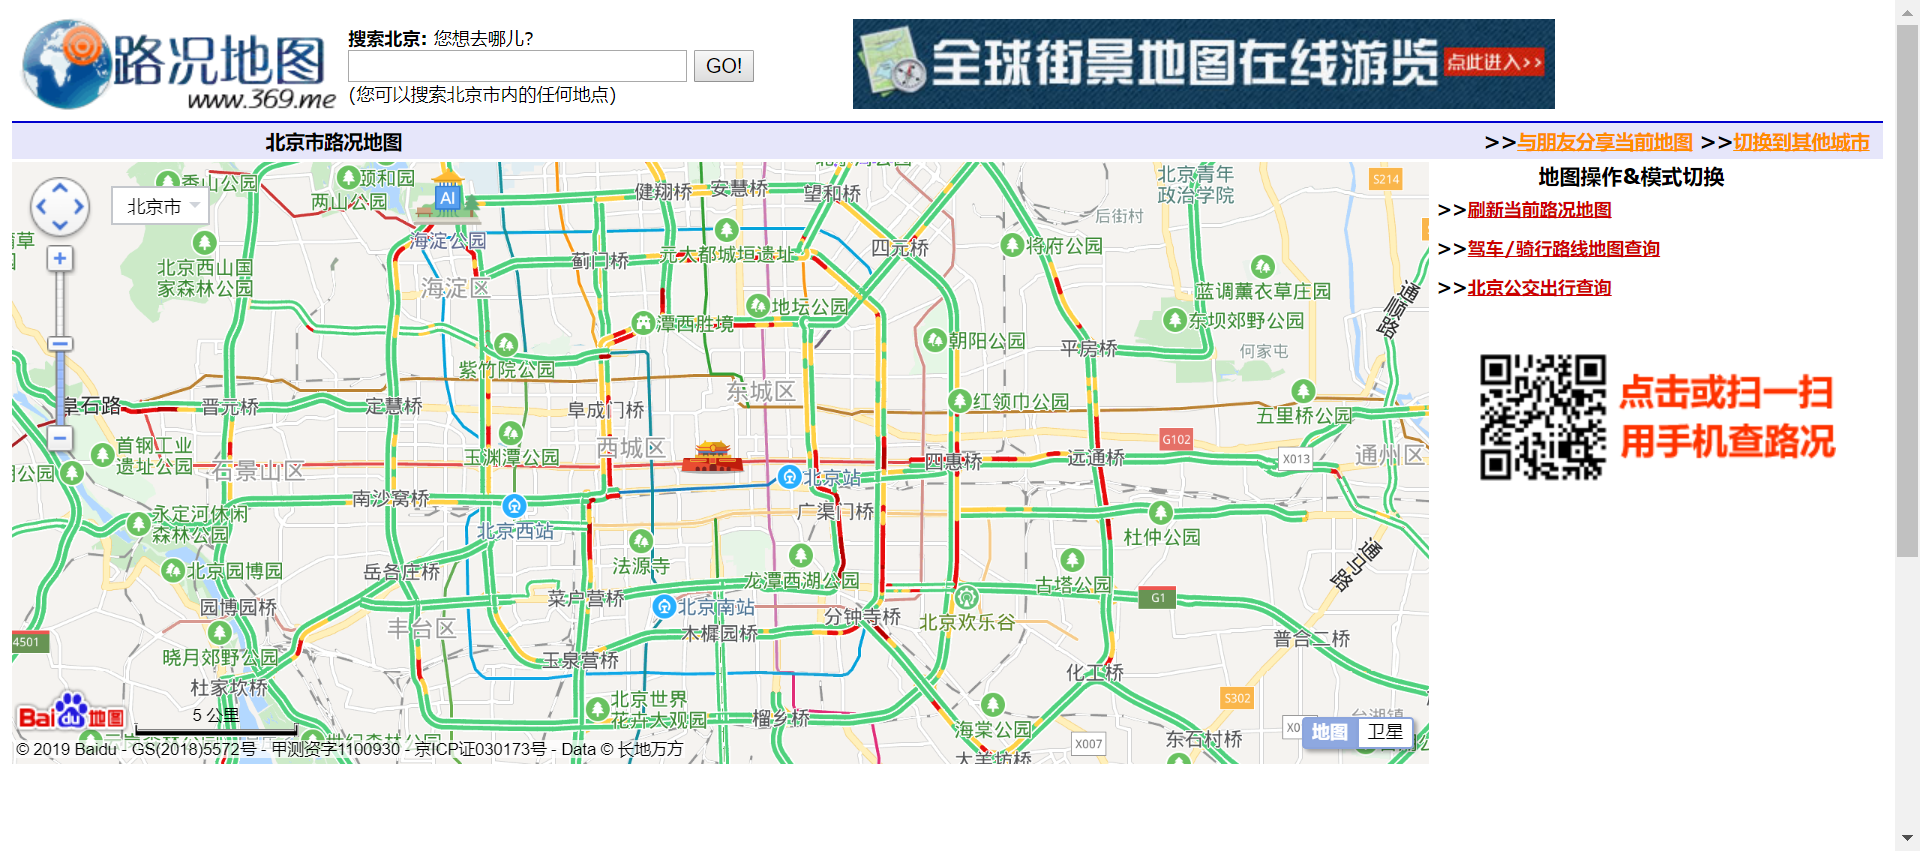 路况地图
www.369.me
搜索北京: 您想去哪儿?
GO!
(您可以搜索北京市内的任何地点)
全球街景地图在线游览 点此进入>>
北京市路况地图
>>与朋友分享当前地图 >>切换到其他城市
地图操作&模式切换
>>刷新当前路况地图
>>驾车/骑行路线地图查询
>>北京公交出行查询
点击或扫一扫
用手机查路况
北京市
香山公园
颐和园
两山公园
AI
海淀公园
健翔桥
安慧桥
望和桥
北京青年
政治学院
S214
后街村
北京西山国
家森林公园
海淀区
蓟门桥
元大都城垣遗址
四元桥
将府公园
蓝调薰衣草庄园
通顺路
地坛公园
潭西胜境
东坝郊野公园
紫竹院公园
朝阳公园
平房桥
何家屯
东城区
阜石路
晋元桥
定慧桥
阜成门桥
红领巾公园
五里桥公园
首钢工业
遗址公园
玉渊潭公园
西城区
G102
石景山区
四惠桥
远通桥
X013
通州区
北京站
南沙窝桥
广渠门桥
永定河休闲
森林公园
北京西站
杜仲公园
北京园博园
岳各庄桥
法源寺
龙潭西湖公园
古塔公园
通马路
园博园桥
菜户营桥
北京南站
分钟寺桥
北京欢乐谷
G1
4501
丰台区
木樨园桥
普合二桥
晓月郊野公园
玉泉营桥
化工桥
杜家坎桥
北京世界
花卉大观园
榴乡桥
海棠公园
S302
台湖镇
X007
东石村桥
大羊坊桥
Bai du 地图
5 公里
地图
卫星
© 2019 Baidu - GS(2018)5572号 - 甲测资字1100930 - 京ICP证030173号 - Data © 长地万方